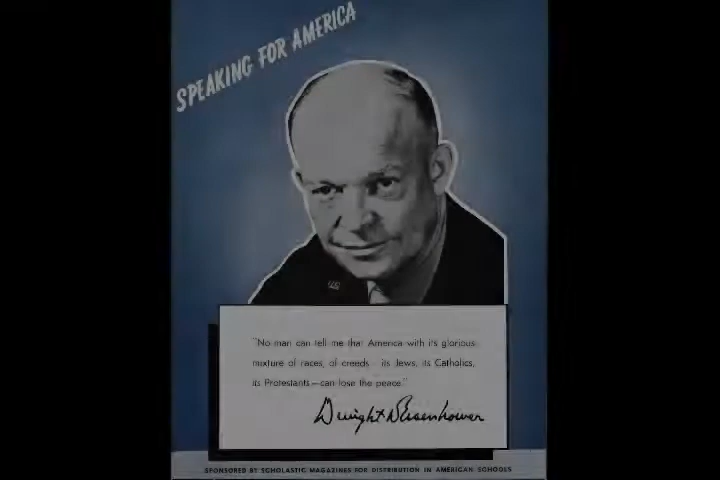 SPEAKING FOR AMERICA
"No man can tell me that America with its glorious
mixture of races, of creeds—its Jews, its Catholics,
its Protestants—can lose the peace."
Dwight D Eisenhower
SPONSORED BY SCHOLASTIC MAGAZINES FOR DISTRIBUTION IN AMERICAN SCHOOLS